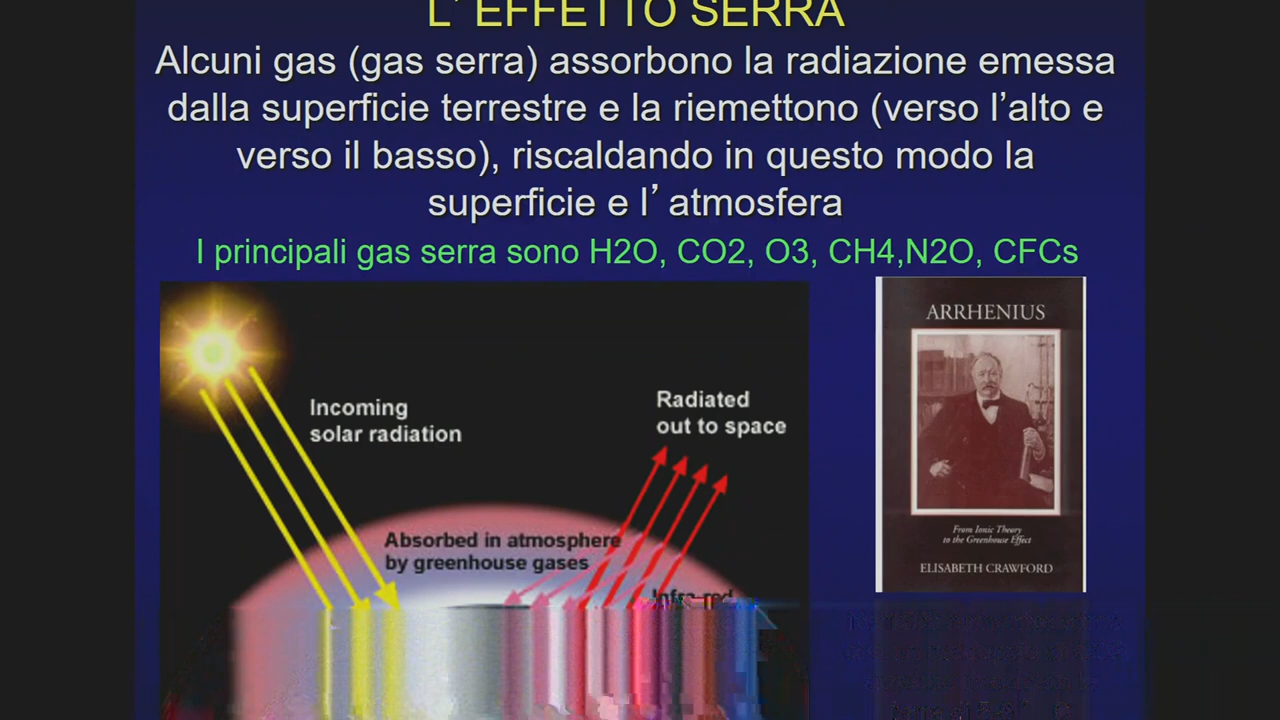 L’ EFFETTO SERRA
Alcuni gas (gas serra) assorbono la radiazione emessa
dalla superficie terrestre e la riemettono (verso l’alto e
verso il basso), riscaldando in questo modo la
superficie e l’ atmosfera
I principali gas serra sono H2O, CO2, O3, CH4,N2O, CFCs
Incoming
solar radiation
Radiated
out to space
Absorbed in atmosphere
by greenhouse gases
Infra-red
ARRHENIUS
From Ionic Theory
to the Greenhouse Effect
ELISABETH CRAWFORD